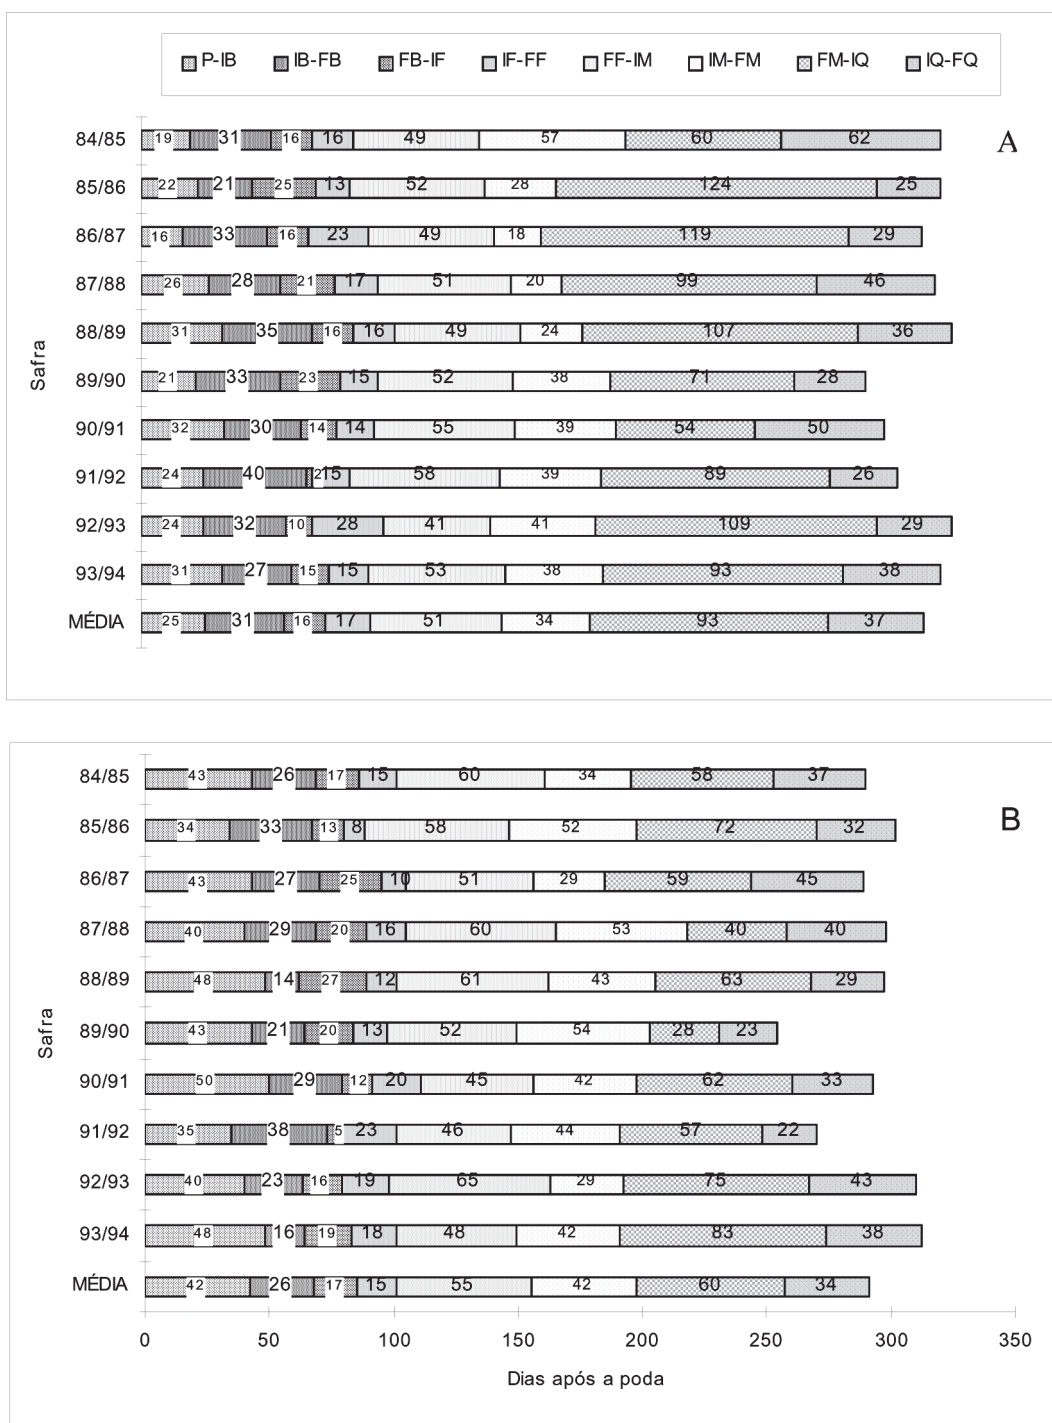 P-IB IB-FB FB-IF IF-FF FF-IM IM-FM FM-IQ IQ-FQ
A
84/85 19 31 16 16 49 57 60 62
85/86 22 21 25 13 52 28 124 25
86/87 16 33 16 23 49 18 119 29
87/88 26 28 21 17 51 20 99 46
88/89 31 35 16 16 49 24 107 36
89/90 21 33 23 15 52 38 71 28
90/91 32 30 14 14 55 39 54 50
91/92 24 40 2 15 58 39 89 26
92/93 24 32 10 28 41 41 109 29
93/94 31 27 15 15 53 38 93 38
MÉDIA 25 31 16 17 51 34 93 37
Safra
B
84/85 43 26 17 15 60 34 58 37
85/86 34 33 13 8 58 52 72 32
86/87 43 27 25 10 51 29 59 45
87/88 40 29 20 16 60 53 40 40
88/89 48 14 27 12 61 43 63 29
89/90 43 21 20 13 52 54 28 23
90/91 50 29 12 20 45 42 62 33
91/92 35 38 5 23 46 44 57 22
92/93 40 23 16 19 65 29 75 43
93/94 48 16 19 18 48 42 83 38
MÉDIA 42 26 17 15 55 42 60 34
Safra
0 50 100 150 200 250 300 350
Dias após a poda